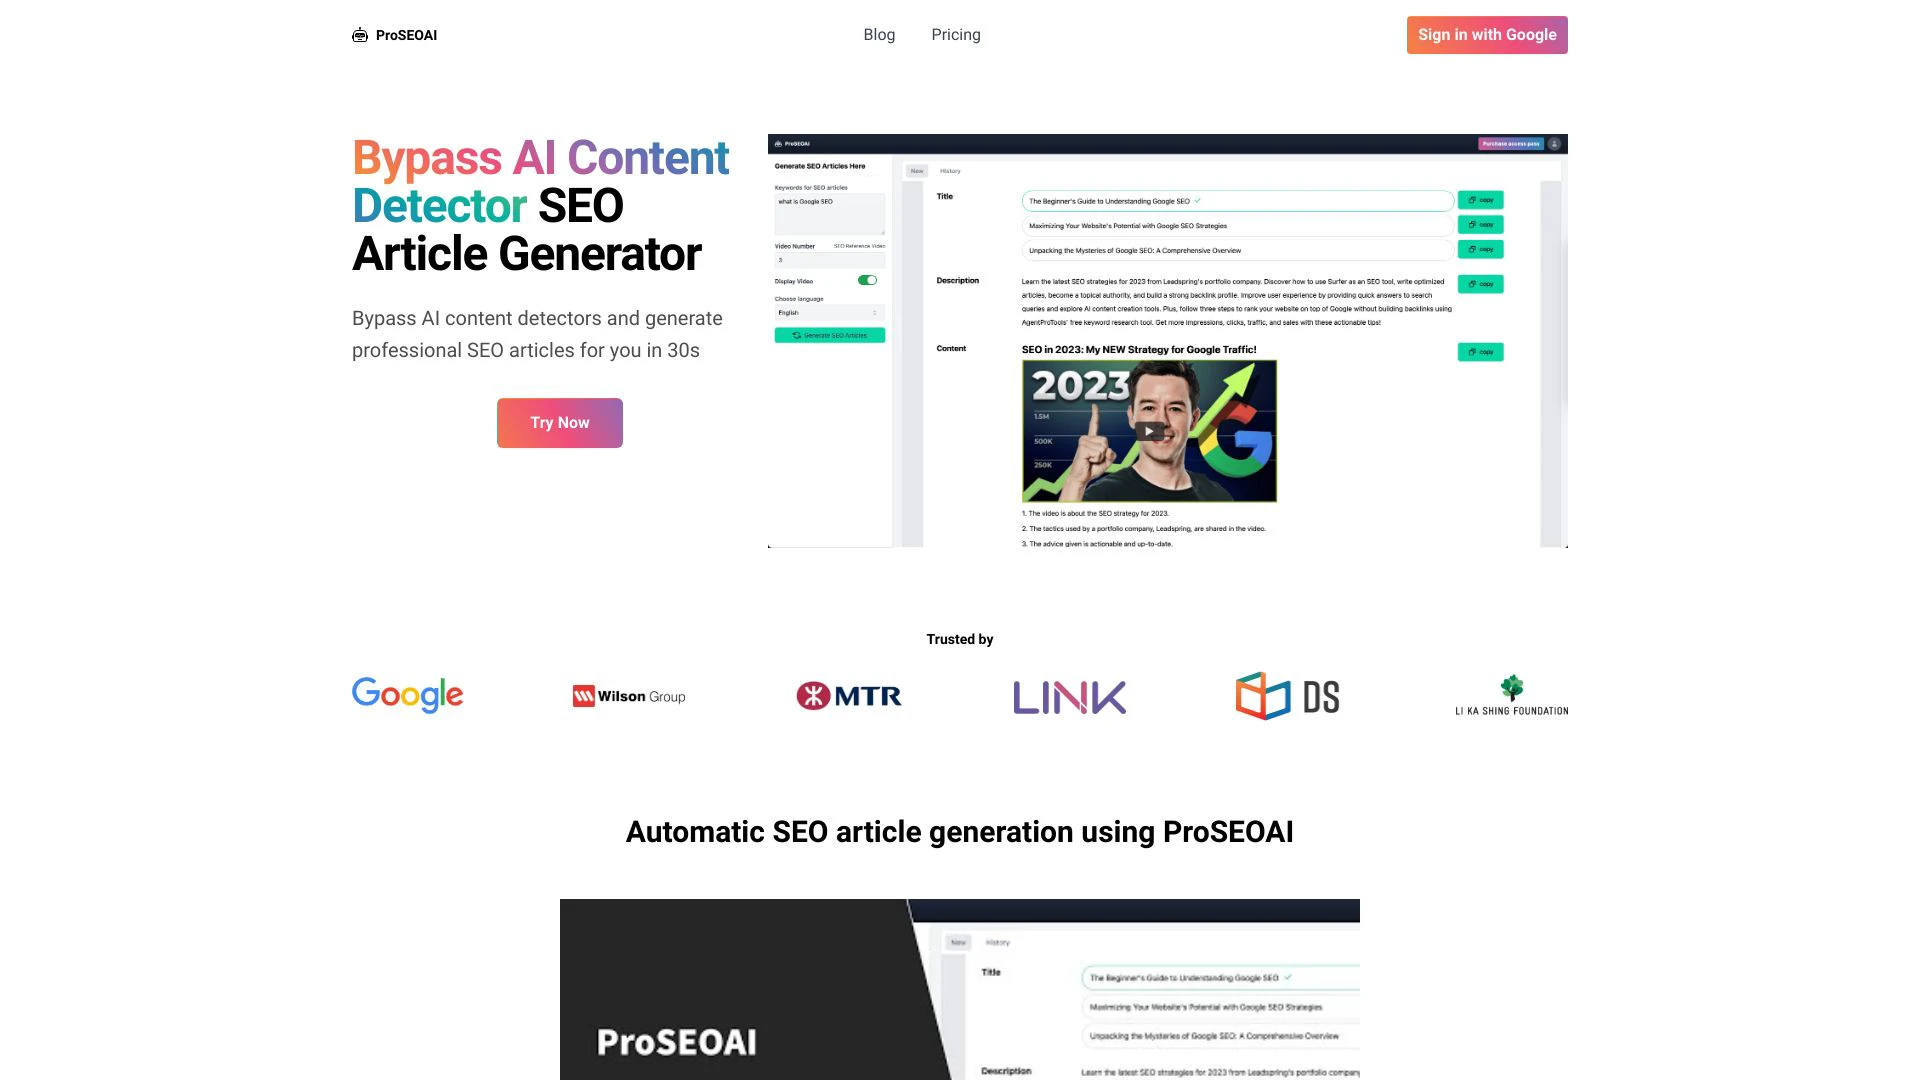 ProSEOAI
Blog
Pricing
Sign in with Google
Bypass AI Content
Detector SEO
Article Generator
Bypass AI content detectors and generate
professional SEO articles for you in 30s
Try Now
ProSEOAI
Purchase access pass
Generate SEO Articles Here
Keywords for SEO articles
what is Google SEO
Video Number
SEO Reference Video
3
Display Video
Choose language
English
Generate SEO Articles
New
History
Title
The Beginner's Guide to Understanding Google SEO
copy
Maximizing Your Website's Potential with Google SEO Strategies
copy
Unpacking the Mysteries of Google SEO: A Comprehensive Overview
copy
Description
Learn the latest SEO strategies for 2023 from Leadspring's portfolio company. Discover how to use Surfer as an SEO tool, write optimized
articles, become a topical authority, and build a strong backlink profile. Improve user experience by providing quick answers to search
queries and explore AI content creation tools. Plus, follow three steps to rank your website on top of Google without building backlinks using
AgentProTools' free keyword research tool. Get more impressions, clicks, traffic, and sales with these actionable tips!
copy
Content
SEO in 2023: My NEW Strategy for Google Traffic!
copy
2023
1.5M
500K
250K
1. The video is about the SEO strategy for 2023.
2. The tactics used by a portfolio company, Leadspring, are shared in the video.
3. The advice given is actionable and up-to-date.
Trusted by
Google
Wilson Group
MTR
LINK
DS
LI KA SHING FOUNDATION
Automatic SEO article generation using ProSEOAI
ProSEOAI
New
History
Title
The Beginner's Guide to Understanding Google SEO
Maximizing Your Website's Potential with Google SEO Strategies
Unpacking the Mysteries of Google SEO: A Comprehensive Overview
Description
Learn the latest SEO strategies for 2023 from Leadspring's portfolio company